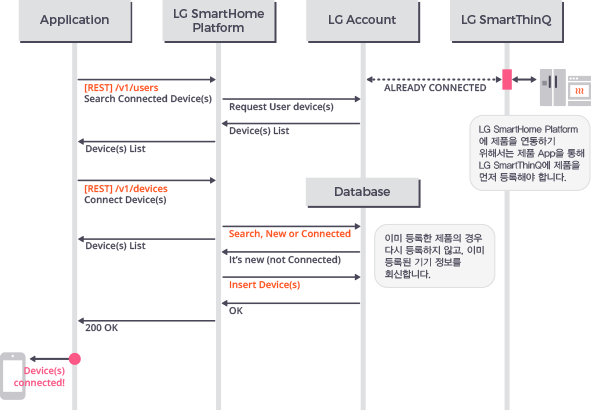 Application
LG SmartHome
Platform
LG Account
LG SmartThinQ
[REST] /v1/users
Search Connected Device(s)
ALREADY CONNECTED
Request User device(s)
Device(s) List
Device(s) List
LG SmartHome Platform
에 제품을 연동하기
위해서는 제품 App을 통해
LG SmartThinQ에 제품을
먼저 등록해야 합니다.
[REST] /v1/devices
Connect Device(s)
Database
Search, New or Connected
Device(s) List
It's new (not Connected)
이미 등록한 제품의 경우
다시 등록하지 않고, 이미
등록된 기기 정보를
회신합니다.
Insert Device(s)
OK
200 OK
Device(s)
connected!